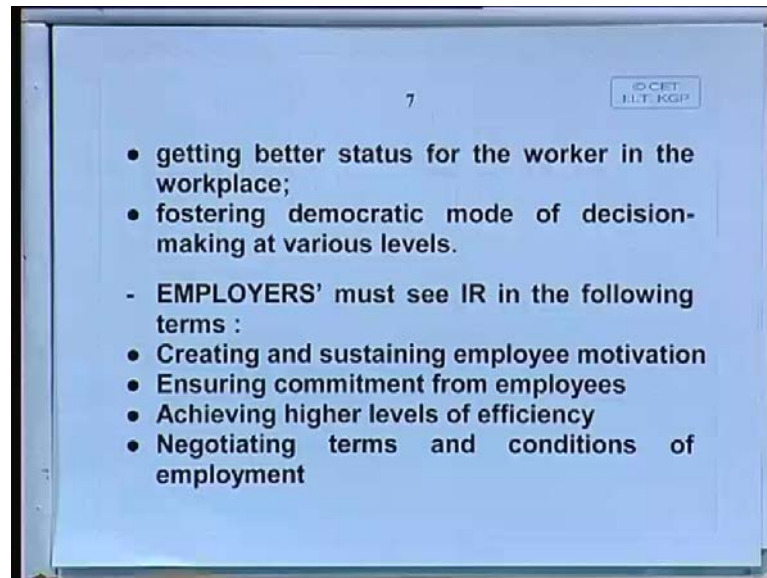 7
© CET
I.I.T. KGP
• getting better status for the worker in the
workplace;
• fostering democratic mode of decision-
making at various levels.
- EMPLOYERS' must see IR in the following
terms :
• Creating and sustaining employee motivation
• Ensuring commitment from employees
• Achieving higher levels of efficiency
• Negotiating terms and conditions of
employment